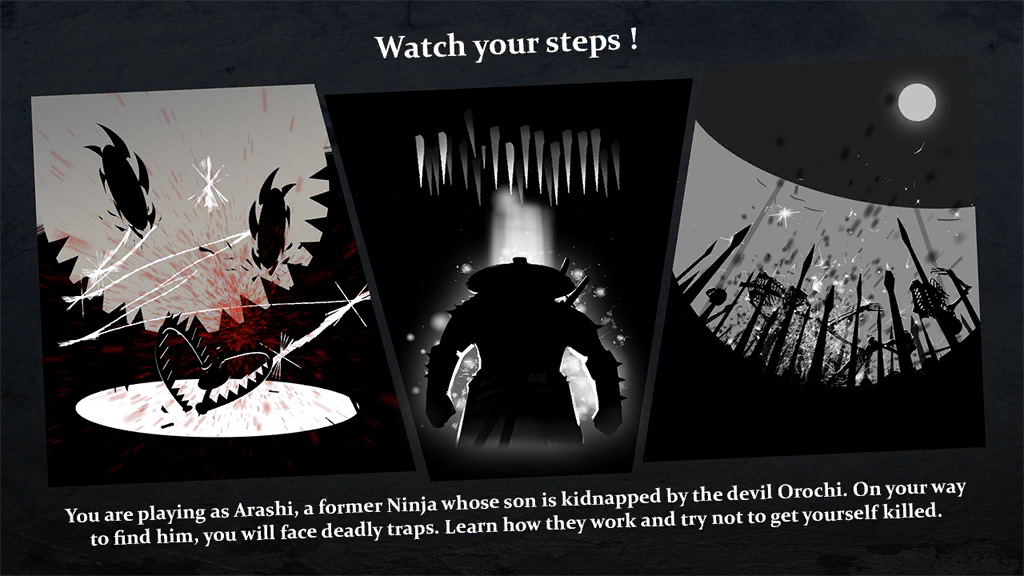 Watch your steps !
You are playing as Arashi, a former Ninja whose son is kidnapped by the devil Orochi. On your way
to find him, you will face deadly traps. Learn how they work and try not to get yourself killed.